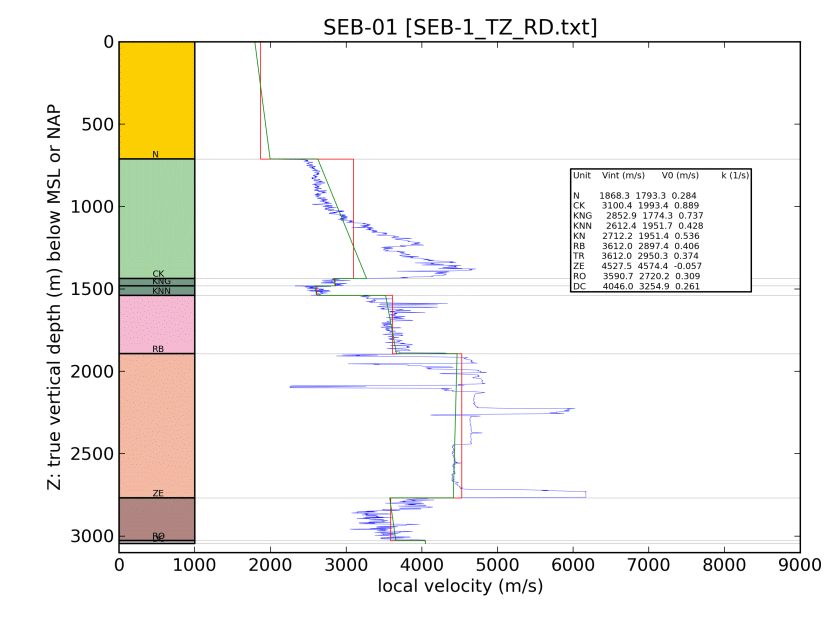 SEB-01 [SEB-1_TZ_RD.txt]
Z: true vertical depth (m) below MSL or NAP
0
500
1000
1500
2000
2500
3000
N
CK
KNG
KNN
RB
ZE
RO
DC
Unit Vint (m/s) V0 (m/s) k (1/s)
N 1868.3 1793.3 0.284
CK 3100.4 1993.4 0.889
KNG 2852.9 1774.3 0.737
KNN 2612.4 1951.7 0.428
KN 2712.2 1951.4 0.536
RB 3612.0 2897.4 0.406
TR 3612.0 2950.3 0.374
ZE 4527.5 4574.4 -0.057
RO 3590.7 2720.2 0.309
DC 4046.0 3254.9 0.261
0 1000 2000 3000 4000 5000 6000 7000 8000 9000
local velocity (m/s)